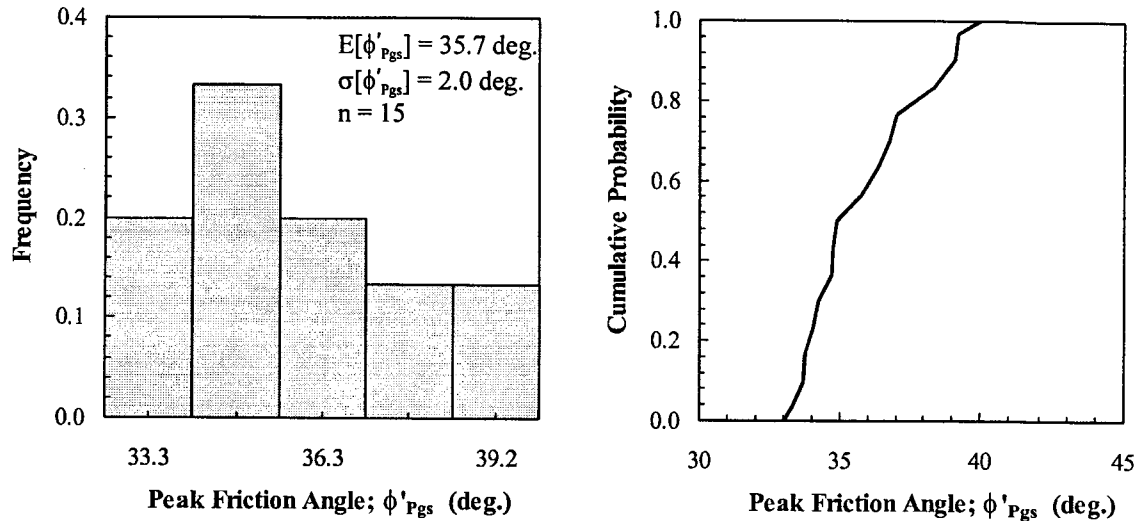 0.4
0.3
0.2
0.1
0.0
Frequency
E[ϕ'Pgs] = 35.7 deg.
σ[ϕ'Pgs] = 2.0 deg.
n = 15
33.3
36.3
39.2
Peak Friction Angle; ϕ'Pgs (deg.)
1.0
0.8
0.6
0.4
0.2
0.0
Cumulative Probability
30
35
40
45
Peak Friction Angle; ϕ'Pgs (deg.)